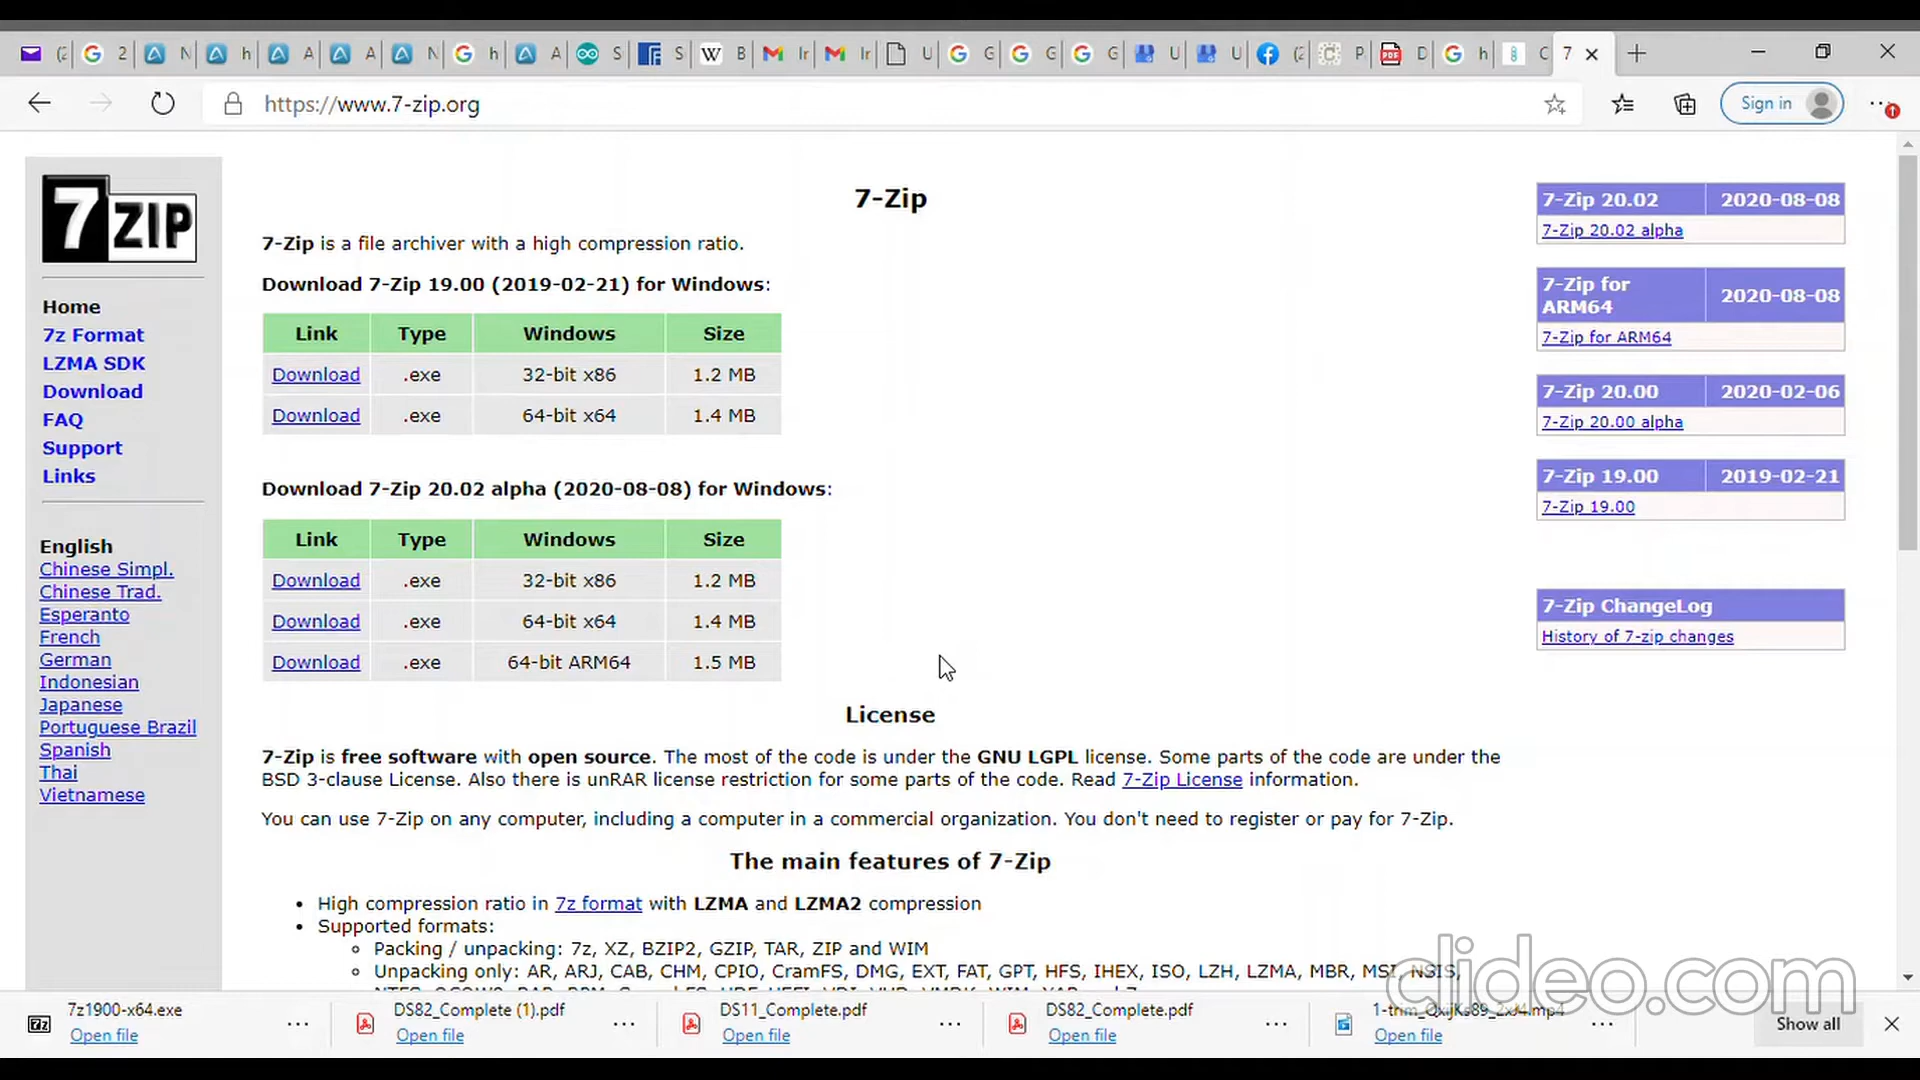 ( 2 N h A A N h A S S B Ir Ir U G G G U U (2 P D h C 7
https://www.7-zip.org
Sign in
7 ZIP
Home
7z Format
LZMA SDK
Download
FAQ
Support
Links
English
Chinese Simpl.
Chinese Trad.
Esperanto
French
German
Indonesian
Japanese
Portuguese Brazil
Spanish
Thai
Vietnamese
7-Zip
7-Zip is a file archiver with a high compression ratio.
Download 7-Zip 19.00 (2019-02-21) for Windows:
Link Type Windows Size
Download .exe 32-bit x86 1.2 MB
Download .exe 64-bit x64 1.4 MB
Download 7-Zip 20.02 alpha (2020-08-08) for Windows:
Link Type Windows Size
Download .exe 32-bit x86 1.2 MB
Download .exe 64-bit x64 1.4 MB
Download .exe 64-bit ARM64 1.5 MB
License
7-Zip is free software with open source. The most of the code is under the GNU LGPL license. Some parts of the code are under the
BSD 3-clause License. Also there is unRAR license restriction for some parts of the code. Read 7-Zip License information.
You can use 7-Zip on any computer, including a computer in a commercial organization. You don't need to register or pay for 7-Zip.
The main features of 7-Zip
High compression ratio in 7z format with LZMA and LZMA2 compression
Supported formats:
Packing / unpacking: 7z, XZ, BZIP2, GZIP, TAR, ZIP and WIM
Unpacking only: AR, ARJ, CAB, CHM, CPIO, CramFS, DMG, EXT, FAT, GPT, HFS, IHEX, ISO, LZH, LZMA, MBR, MSI, NSIS,
7-Zip 20.02 2020-08-08
7-Zip 20.02 alpha
7-Zip for
ARM64 2020-08-08
7-Zip for ARM64
7-Zip 20.00 2020-02-06
7-Zip 20.00 alpha
7-Zip 19.00 2019-02-21
7-Zip 19.00
7-Zip ChangeLog
History of 7-zip changes
clideo.com
7z1900-x64.exe
Open file
DS82_Complete (1).pdf
Open file
DS11_Complete.pdf
Open file
DS82_Complete.pdf
Open file
Open file
Show all